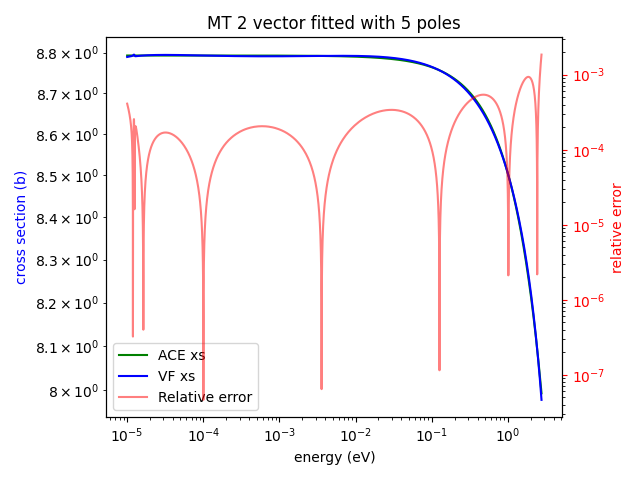 MT 2 vector fitted with 5 poles
8.8 × 10⁰
8.7 × 10⁰
8.6 × 10⁰
8.5 × 10⁰
8.4 × 10⁰
8.3 × 10⁰
8.2 × 10⁰
8.1 × 10⁰
8 × 10⁰
cross section (b)
10⁻³
10⁻⁴
10⁻⁵
10⁻⁶
10⁻⁷
relative error
ACE xs
VF xs
Relative error
10⁻⁵ 10⁻⁴ 10⁻³ 10⁻² 10⁻¹ 10⁰
energy (eV)